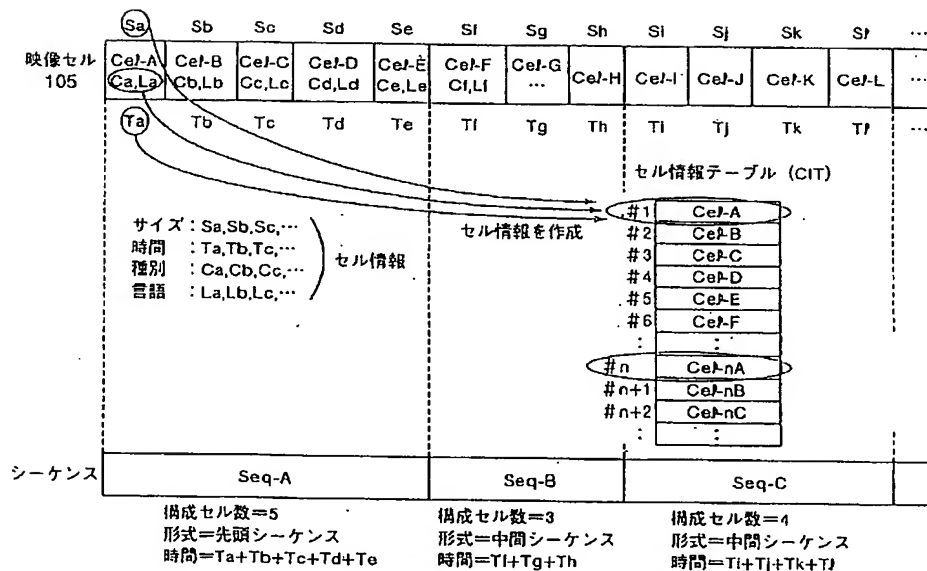 Sa Sb Sc Sd Se Sf Sg Sh Si Sj Sk Sl …
映像セル
105
Cel-A Cel-B Cel-C Cel-D Cel-E Cel-F Cel-G Cel-H Cel-I Cel-J Cel-K Cel-L …
Ca,La Cb,Lb Cc,Lc Cd,Ld Ce,Le Cf,Lf …
Ta Tb Tc Td Te Tf Tg Th Ti Tj Tk Tl …
セル情報テーブル (CIT)
サイズ:Sa,Sb,Sc,…
時間 :Ta,Tb,Tc,…
種別 :Ca,Cb,Cc,…
言語 :La,Lb,Lc,…
セル情報
セル情報を作成
#1 Cel-A
#2 Cel-B
#3 Cel-C
#4 Cel-D
#5 Cel-E
#6 Cel-F
: :
#n Cel-nA
#n+1 Cel-nB
#n+2 Cel-nC
: :
シーケンス Seq-A Seq-B Seq-C
構成セル数=5
形式=先頭シーケンス
時間=Ta+Tb+Tc+Td+Te
構成セル数=3
形式=中間シーケンス
時間=Tf+Tg+Th
構成セル数=4
形式=中間シーケンス
時間=Ti+Tj+Tk+Tl